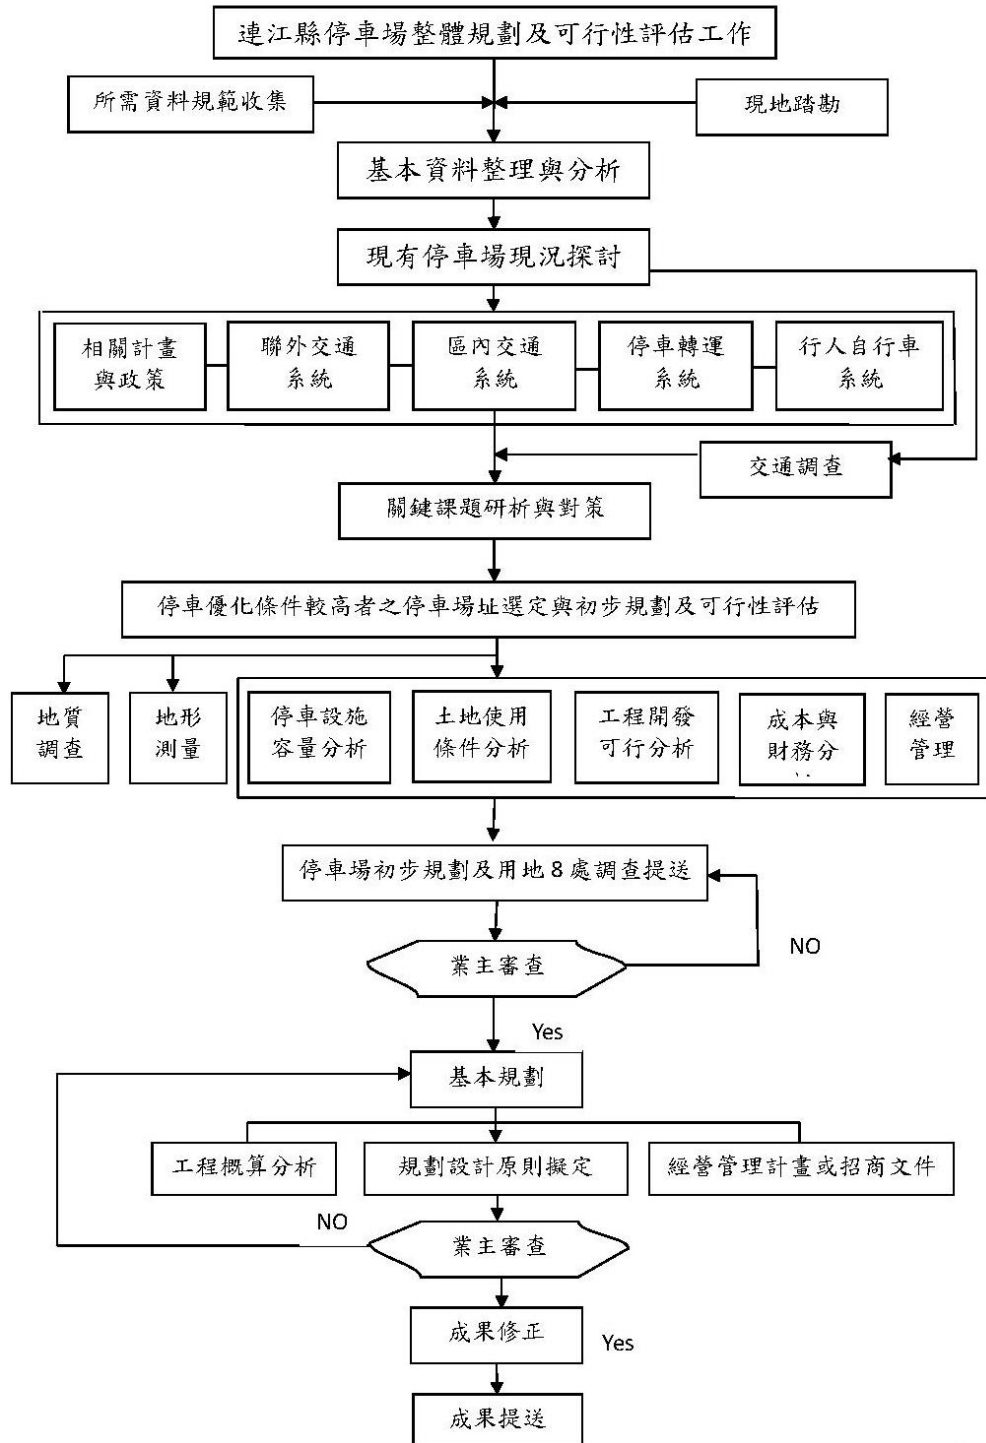 連江縣停車場整體規劃及可行性評估工作
所需資料規範收集
現地踏勘
基本資料整理與分析
現有停車場現況探討
相關計畫
與政策
聯外交通
系統
區內交通
系統
停車轉運
系統
行人自行車
系統
交通調查
關鍵課題研析與對策
停車優化條件較高者之停車場址選定與初步規劃及可行性評估
地質
調查
地形
測量
停車設施
容量分析
土地使用
條件分析
工程開發
可行分析
成本與
財務分
經營
管理
停車場初步規劃及用地8處調查提送
業主審查
NO
Yes
基本規劃
工程概算分析
規劃設計原則擬定
經營管理計畫或招商文件
NO
業主審查
成果修正
Yes
成果提送